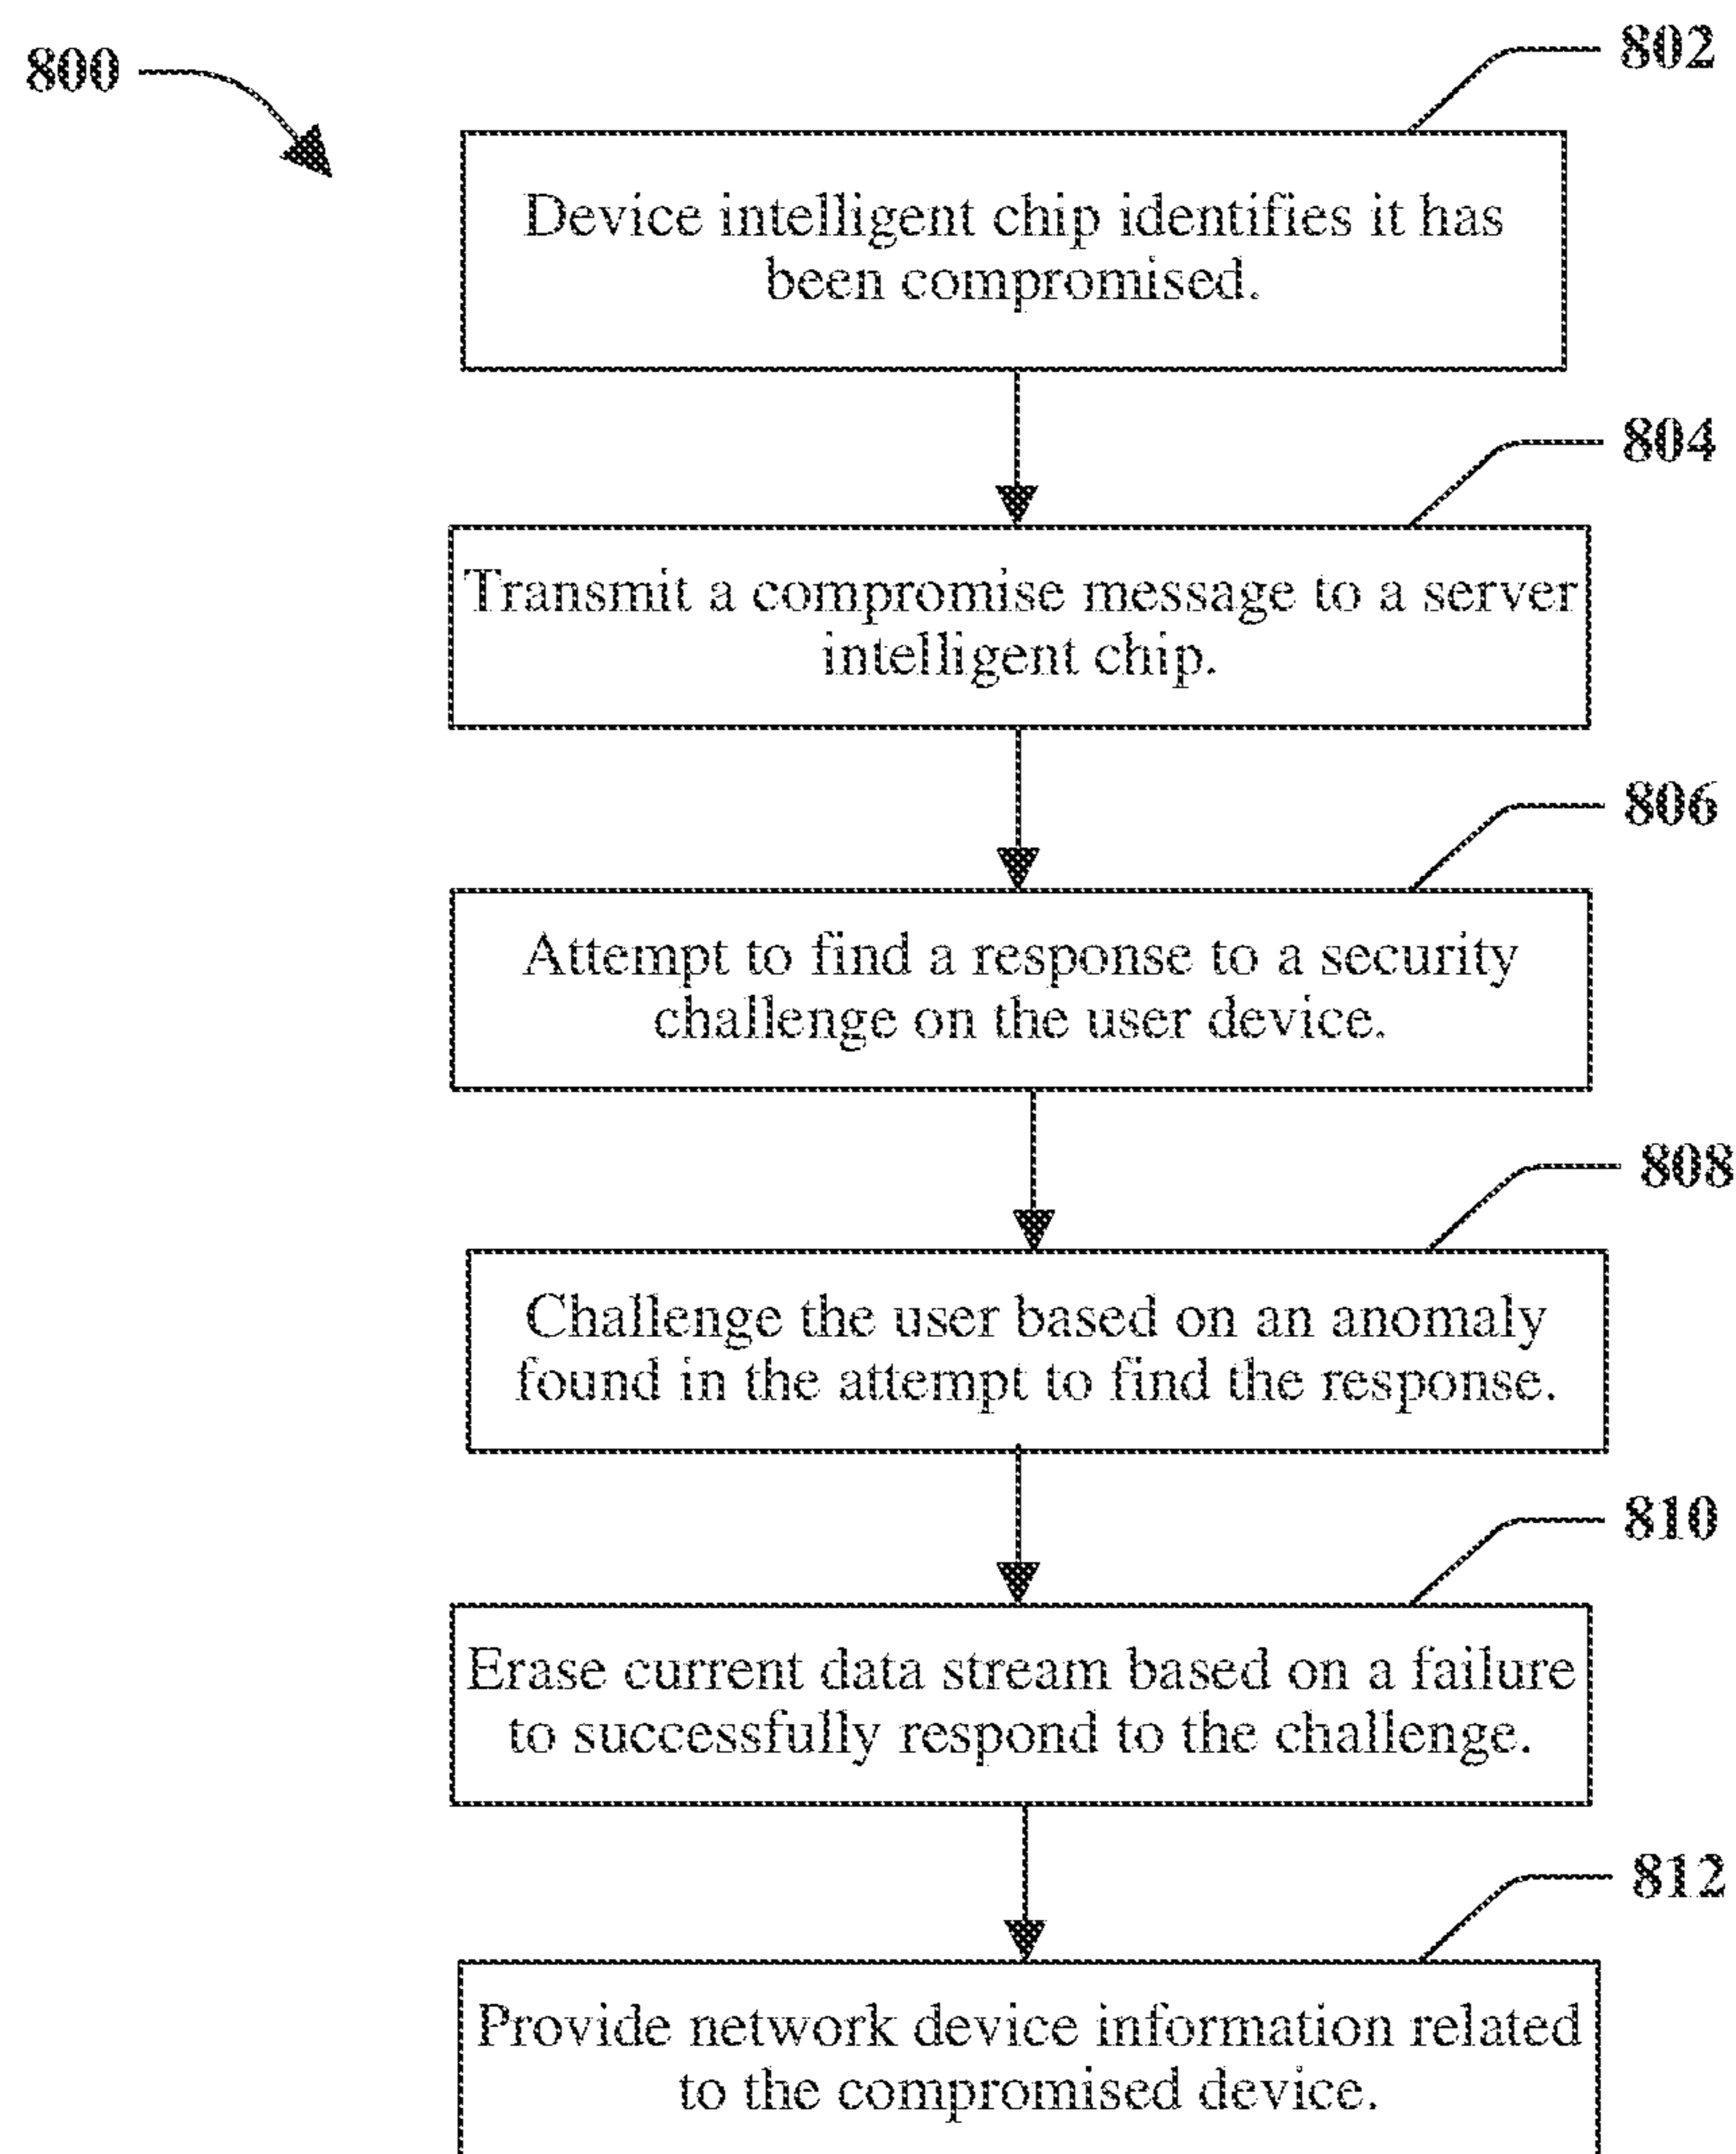 800
802
Device intelligent chip identifies it has
been compromised.
804
Transmit a compromise message to a server
intelligent chip.
806
Attempt to find a response to a security
challenge on the user device.
808
Challenge the user based on an anomaly
found in the attempt to find the response.
810
Erase current data stream based on a failure
to successfully respond to the challenge.
812
Provide network device information related
to the compromised device.